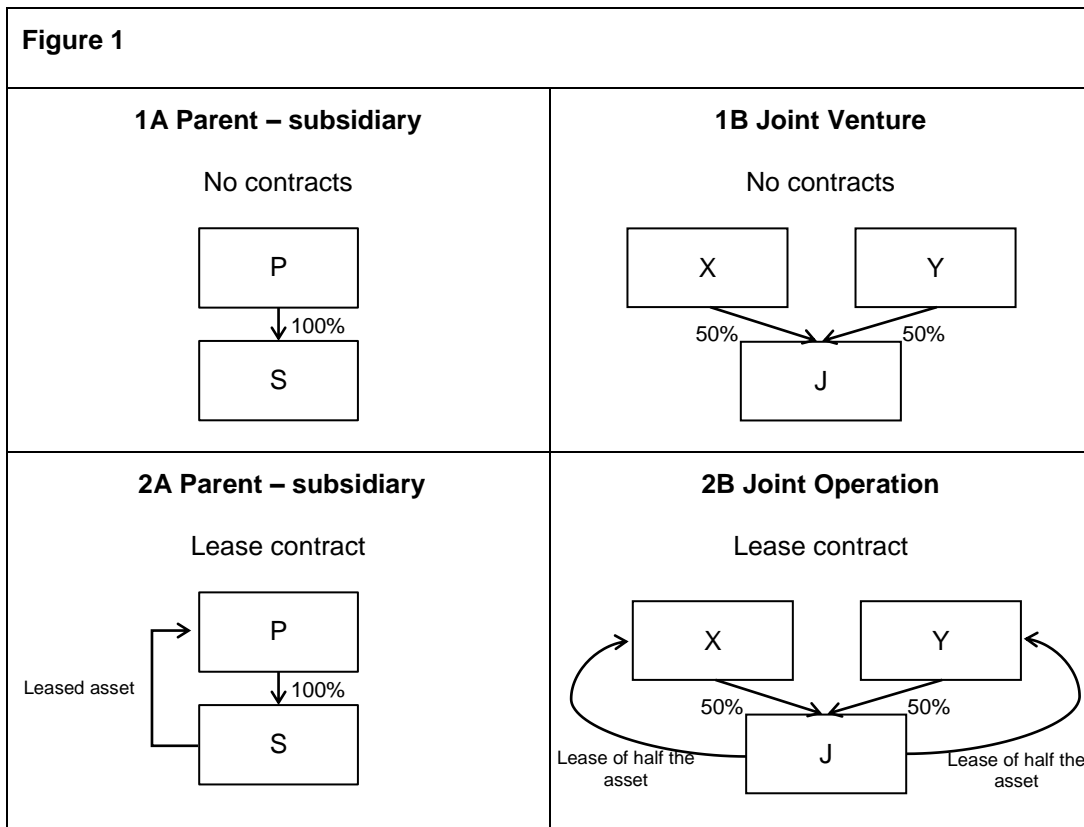 Figure 1
1A Parent – subsidiary
No contracts
P
100%
S
1B Joint Venture
No contracts
X
Y
50%
50%
J
2A Parent – subsidiary
Lease contract
P
Leased asset
100%
S
2B Joint Operation
Lease contract
X
Y
50%
50%
J
Lease of half the
asset
Lease of half the
asset